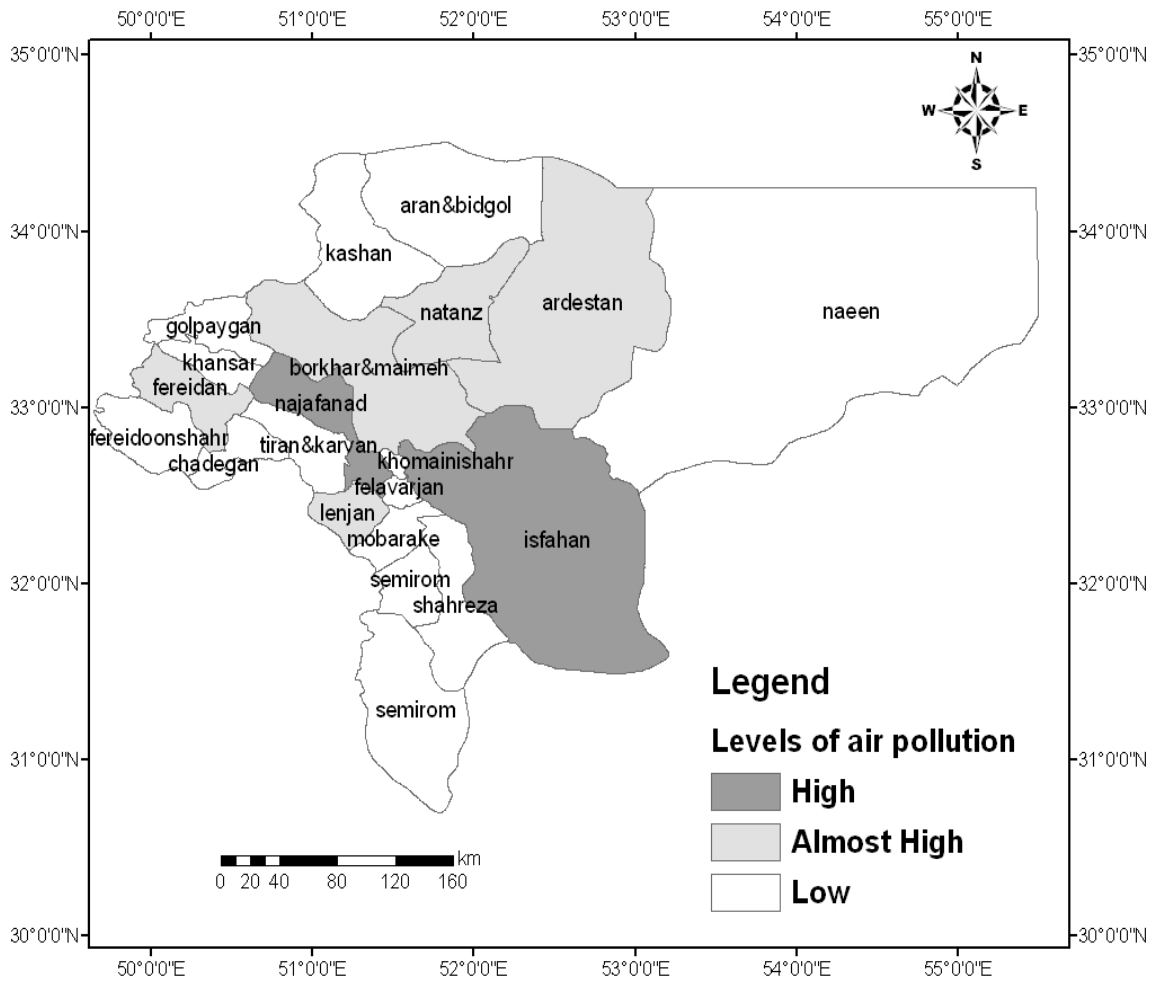 50°0'0"E 51°0'0"E 52°0'0"E 53°0'0"E 54°0'0"E 55°0'0"E
35°0'0"N 35°0'0"N
N
W E
S
aran&bidgol
34°0'0"N 34°0'0"N
kashan
ardestan
natanz naeen
golpaygan
khansar
borkhar&maimeh
fereidan
najafanad
33°0'0"N 33°0'0"N
fereidoonshahr tiran&karyan
chadegan khomainishahr
felavarjan
lenjan
mobarake isfahan
semirom
32°0'0"N 32°0'0"N
shahreza
Legend
semirom
Levels of air pollution
31°0'0"N 31°0'0"N
High
Almost High
km
0 20 40 80 120 160
Low
30°0'0"N 30°0'0"N
50°0'0"E 51°0'0"E 52°0'0"E 53°0'0"E 54°0'0"E 55°0'0"E